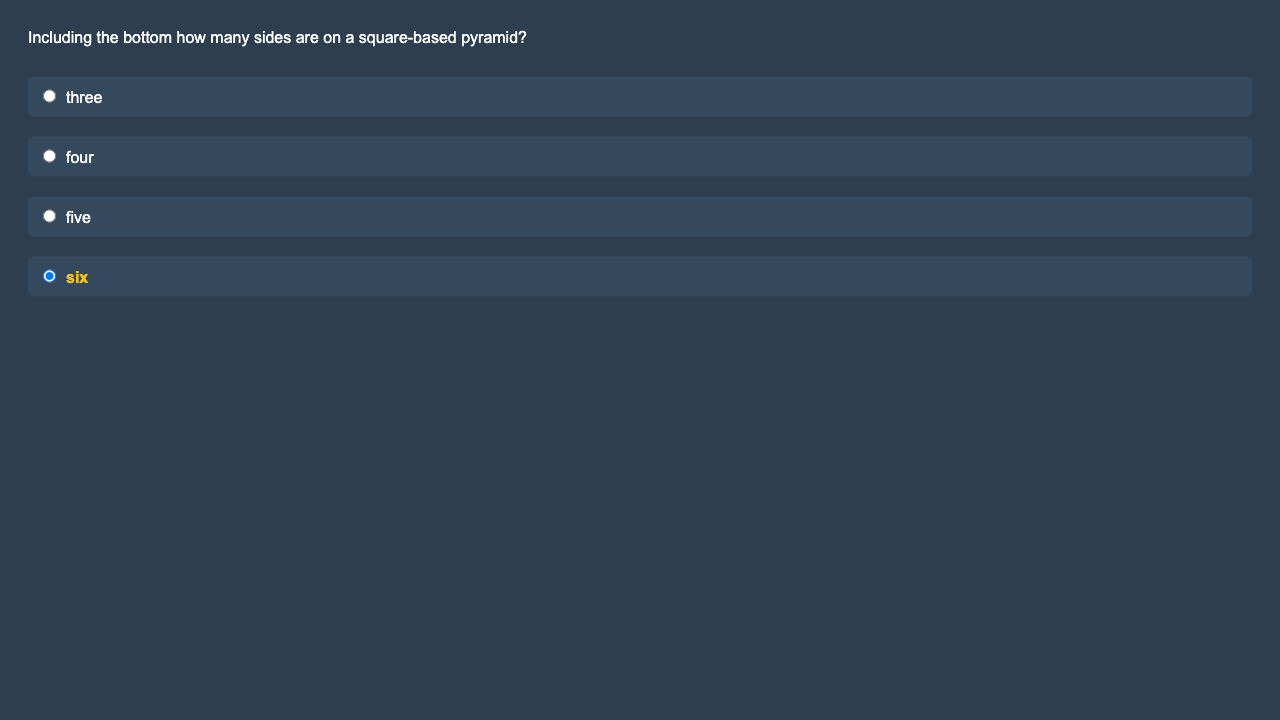 Including the bottom how many sides are on a square-based pyramid?
three
four
five
six